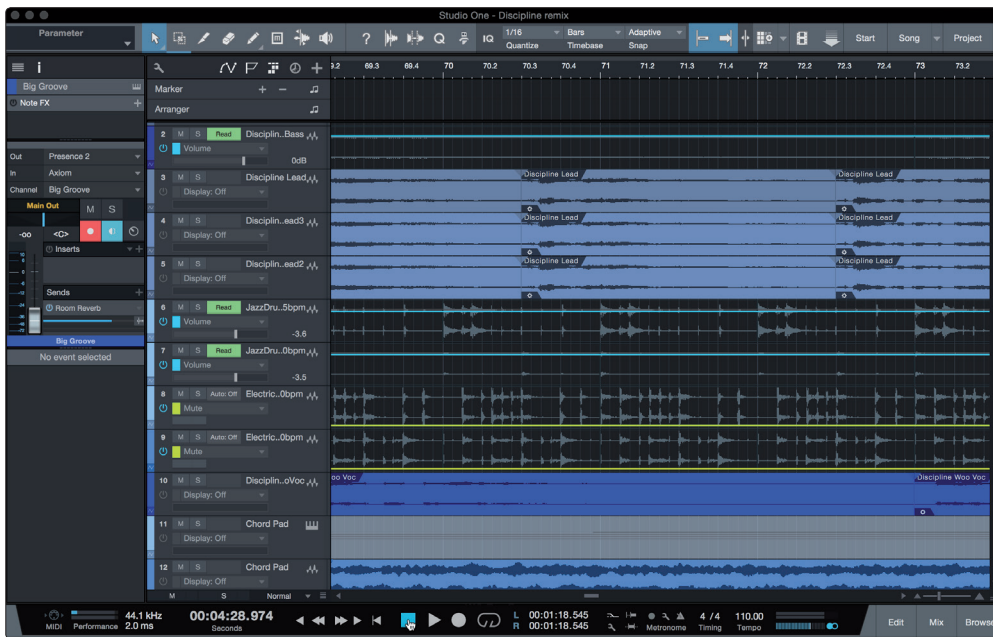 Studio One - Discipline remix
Parameter
IQ
1/16
Quantize
Bars
Timebase
Adaptive
Snap
Start
Song
Project
9.2 69.3 69.4 70 70.2 70.3 70.4 71 71.2 71.3 71.4 72 72.2 72.3 72.4 73 73.2
Big Groove
Note FX
Marker
Arranger
Out Presence 2
In Axiom
Channel Big Groove
Main Out M S
-oo <C>
Inserts
Sends
Room Reverb
Big Groove
No event selected
2 M S Read Disciplin..Bass
Volume
0dB
3 M S Discipline Lead
Display: Off
Discipline Lead Discipline Lead
4 M S Disciplin..ead3
Display: Off
Discipline Lead Discipline Lead
5 M S Disciplin..ead2
Display: Off
Discipline Lead Discipline Lead
6 M S Read JazzDru..5bpm
Volume
-3.6
7 M S Read JazzDru..0bpm
Volume
-3.5
8 M S Auto: Off Electric..0bpm
Mute
9 M S Auto: Off Electric..0bpm
Mute
10 M S Disciplin..oVoc
Display: Off
oo Voc Discipline Woo Voc
11 M S Chord Pad
Display: Off
12 M S Chord Pad
Display: Off
M S Normal
MIDI
Performance
44.1 kHz
2.0 ms
00:04:28.974
Seconds
L 00:01:18.545
R 00:01:18.545
Metronome
4 / 4
Timing
110.00
Tempo
Edit
Mix
Browse